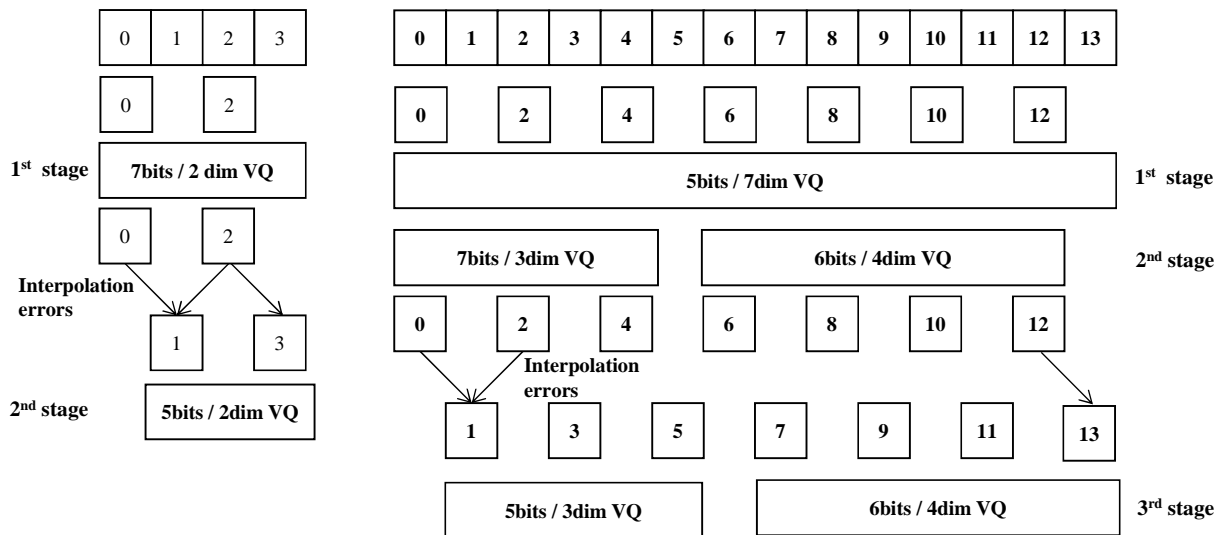 0 1 2 3
0 2
1st stage
7bits / 2 dim VQ
0 2
Interpolation
errors
1 3
2nd stage
5bits / 2dim VQ
0 1 2 3 4 5 6 7 8 9 10 11 12 13
0 2 4 6 8 10 12
5bits / 7dim VQ
1st stage
7bits / 3dim VQ
6bits / 4dim VQ
2nd stage
0 2 4 6 8 10 12
Interpolation
errors
1 3 5 7 9 11 13
5bits / 3dim VQ
6bits / 4dim VQ
3rd stage